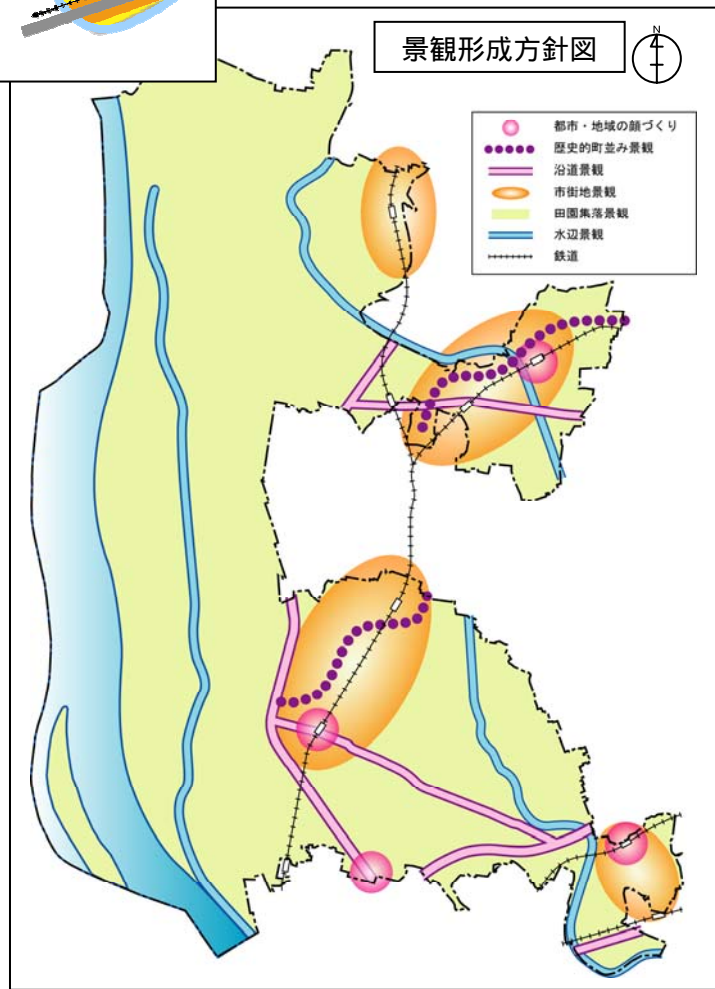 景観形成方針図
N
都市・地域の顔づくり
歴史的町並み景観
沿道景観
市街地景観
田園集落景観
水辺景観
鉄道